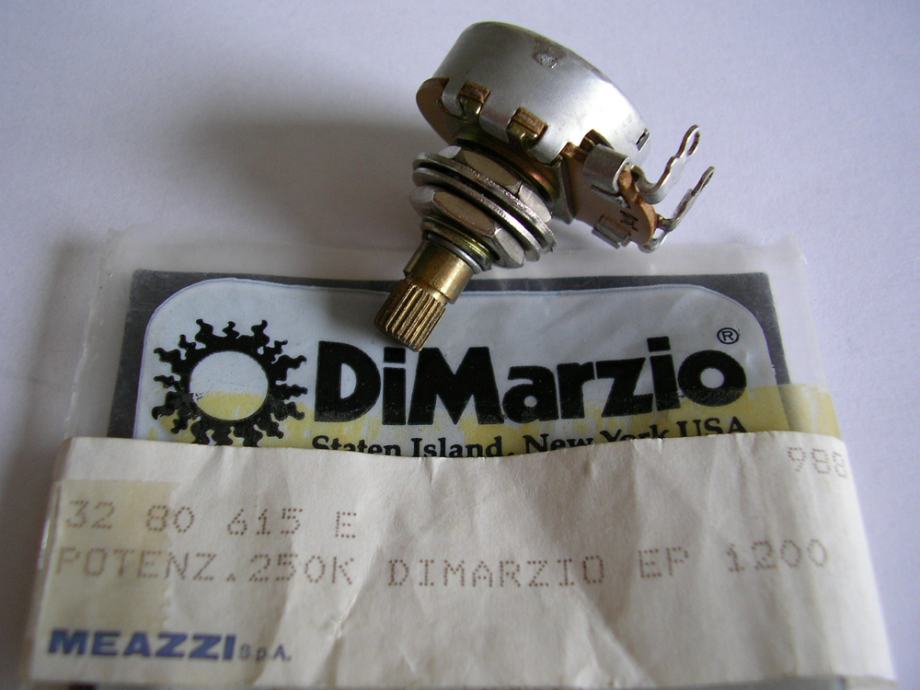 DiMarzio®
Staten Island, New York USA
988
32 80 615 E
POTENZ.250K DIMARZIO EP 1200
MEAZZI S.p.A.